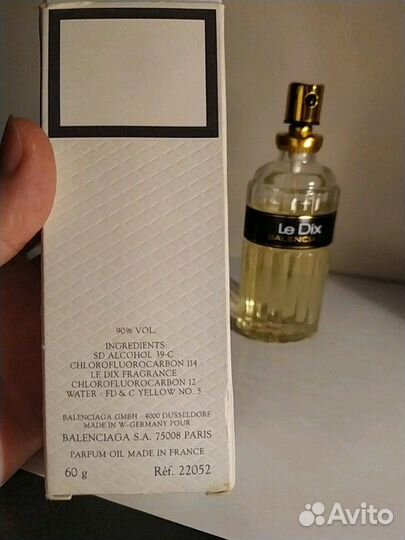 90% VOL.
INGREDIENTS:
SD ALCOHOL 39-C
CHLOROFLUOROCARBON 114
LE DIX FRAGRANCE
CHLOROFLUOROCARBON 12
WATER - FD & C YELLOW NO. 5
BALENCIAGA GMBH - 4000 DÜSSELDORF
MADE IN W.-GERMANY POUR
BALENCIAGA S.A. 75008 PARIS
PARFUM OIL MADE IN FRANCE
60 g Réf. 22052
Le Dix
BALENCIA
Avito